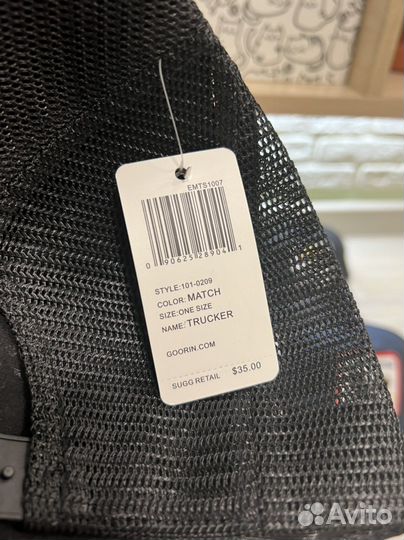 EMTS1007
0 90625 28904 1
STYLE:101-0209
COLOR: MATCH
SIZE:ONE SIZE
NAME: TRUCKER
GOORIN.COM
SUGG RETAIL $35.00
Avito